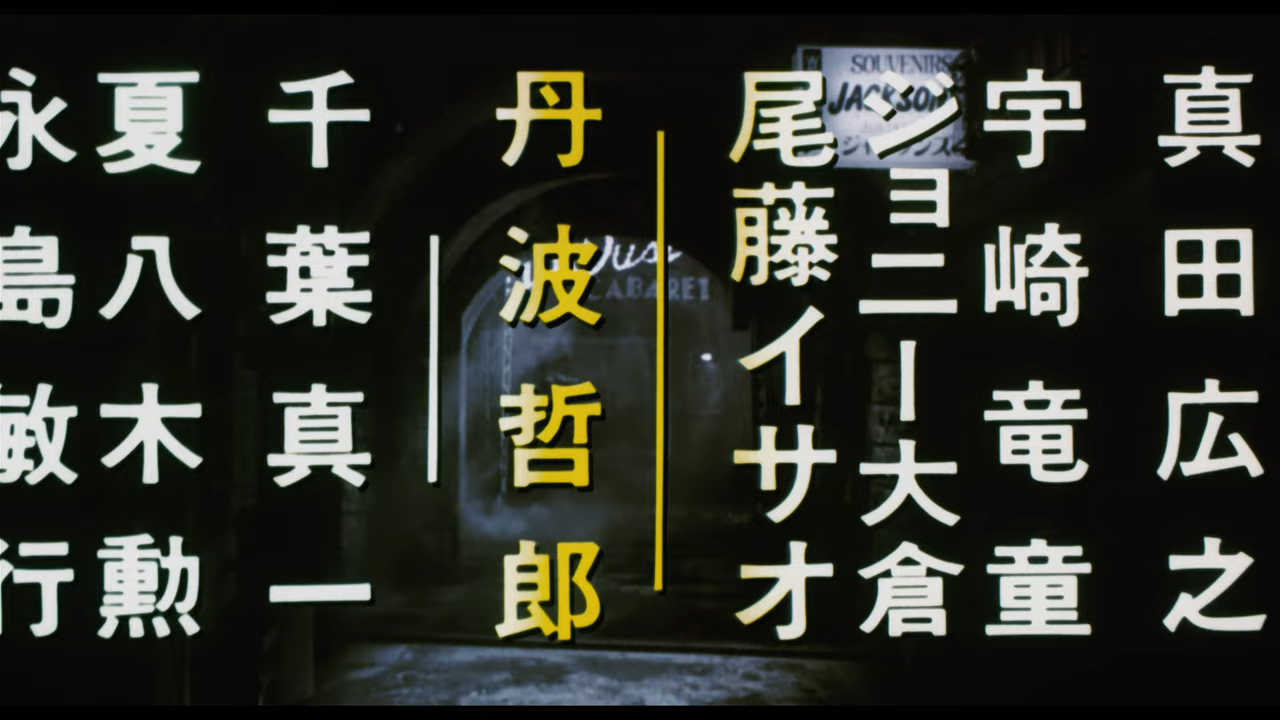 真田広之
宇崎竜童
ジョニー大倉
尾藤イサオ
丹波哲郎
千葉真一
夏八木勲
永島敏行
SOUVENIRS
JACKSON
CABARET